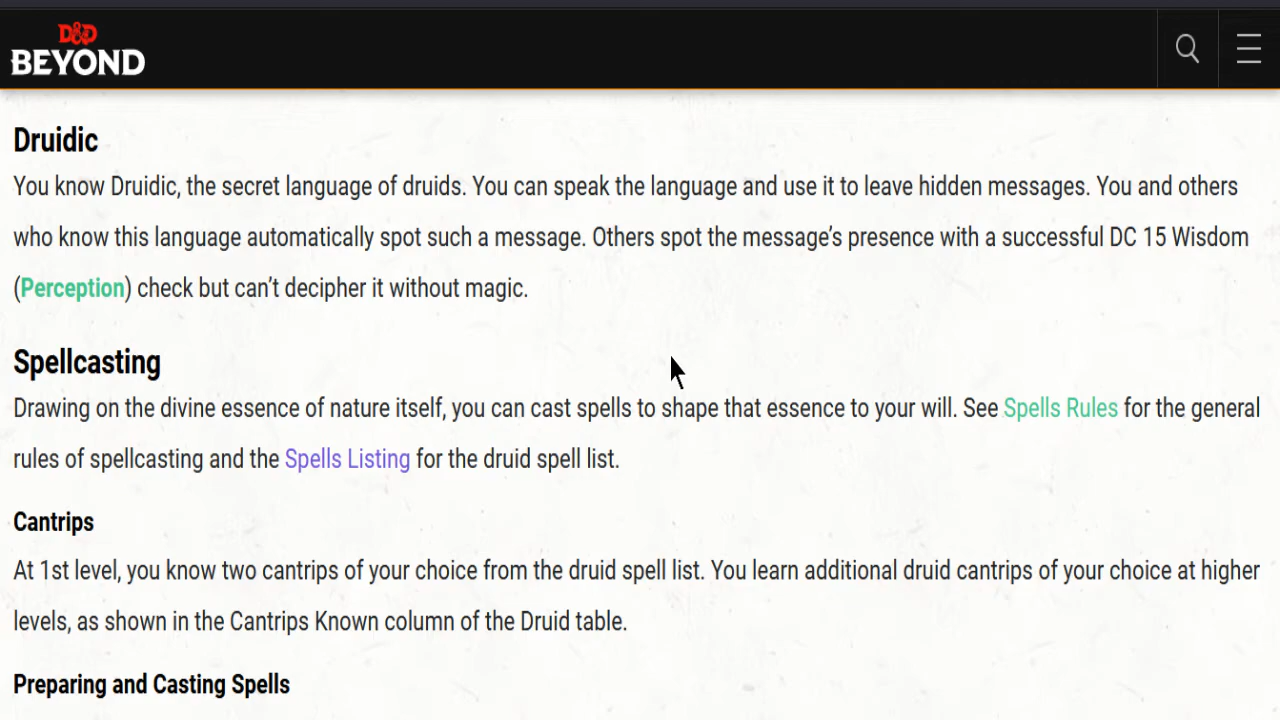 D&D
BEYOND
Druidic
You know Druidic, the secret language of druids. You can speak the language and use it to leave hidden messages. You and others
who know this language automatically spot such a message. Others spot the message’s presence with a successful DC 15 Wisdom
(Perception) check but can’t decipher it without magic.
Spellcasting
Drawing on the divine essence of nature itself, you can cast spells to shape that essence to your will. See Spells Rules for the general
rules of spellcasting and the Spells Listing for the druid spell list.
Cantrips
At 1st level, you know two cantrips of your choice from the druid spell list. You learn additional druid cantrips of your choice at higher
levels, as shown in the Cantrips Known column of the Druid table.
Preparing and Casting Spells